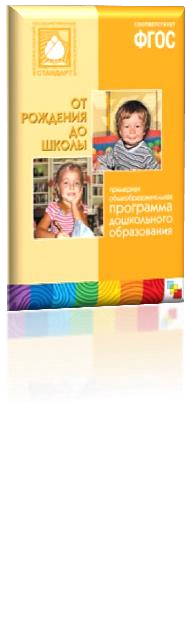 СООТВЕТСТВУЕТ
ФГОС
СТАНДАРТ
ОТ
РОЖДЕНИЯ
ДО
ШКОЛЫ
примерная
общеобразовательная
программа
дошкольного
образования